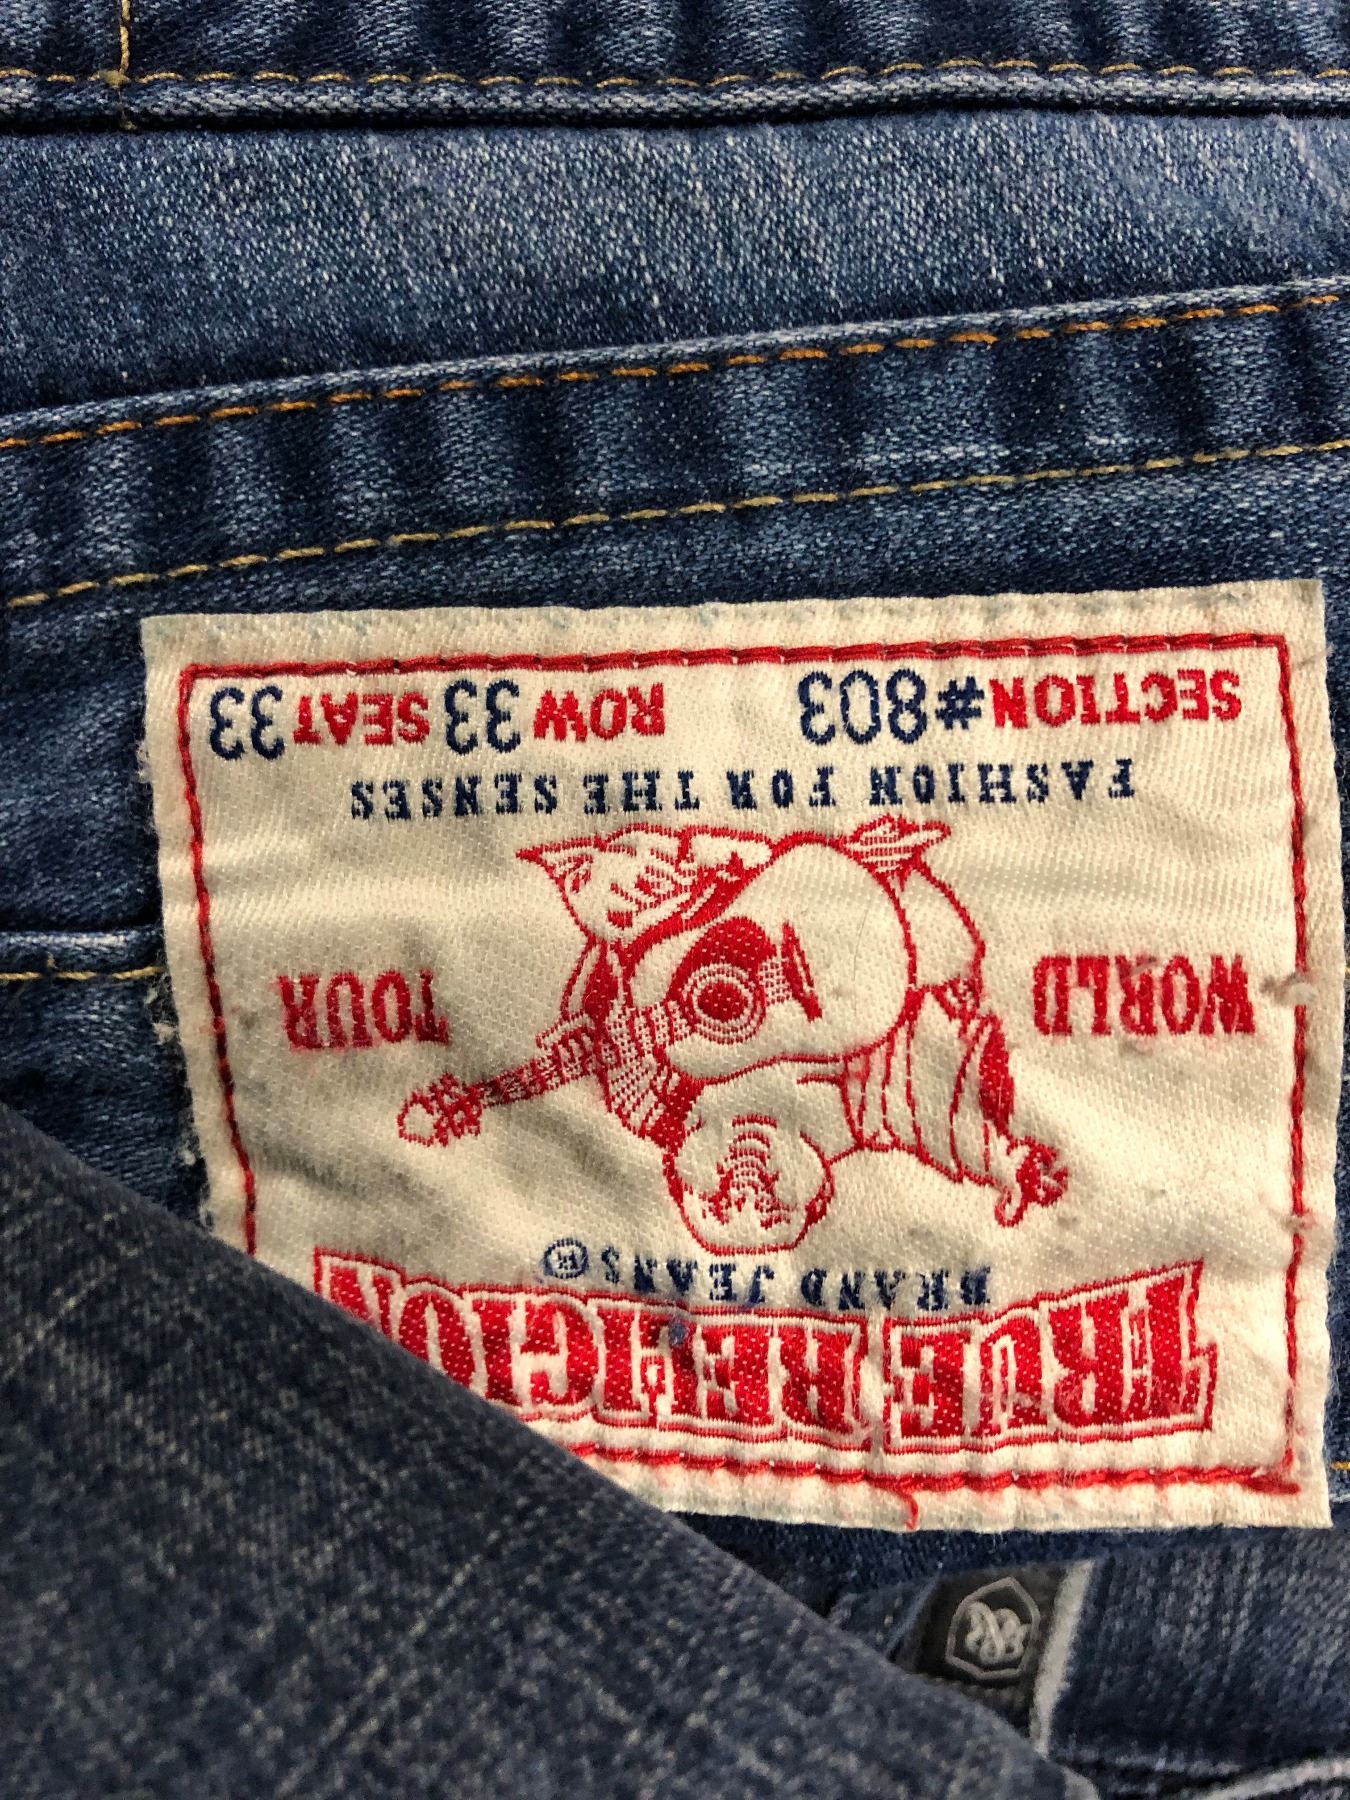 TRUE RELIGION
BRAND JEANS®
WORLD TOUR
FASHION FOR THE SENSES
SECTION#803 ROW 33 SEAT 33